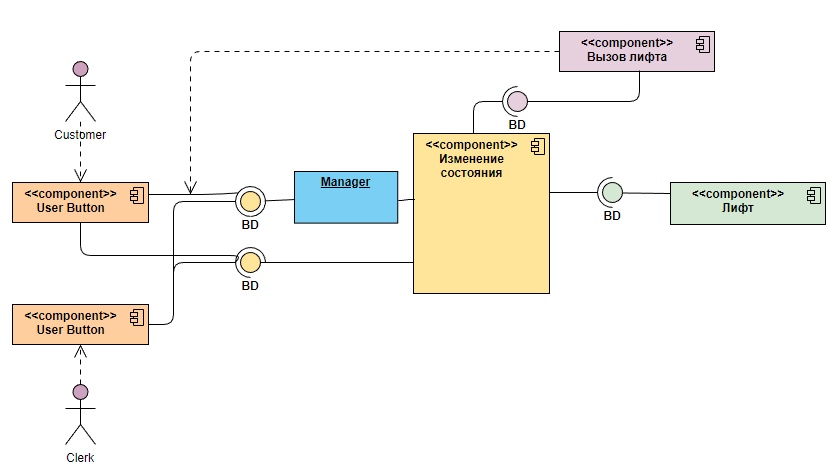 <<component>>
Вызов лифта
Customer
BD
<<component>>
Изменение
состояния
<<component>>
User Button
Manager
<<component>>
Лифт
BD
BD
BD
<<component>>
User Button
Clerk